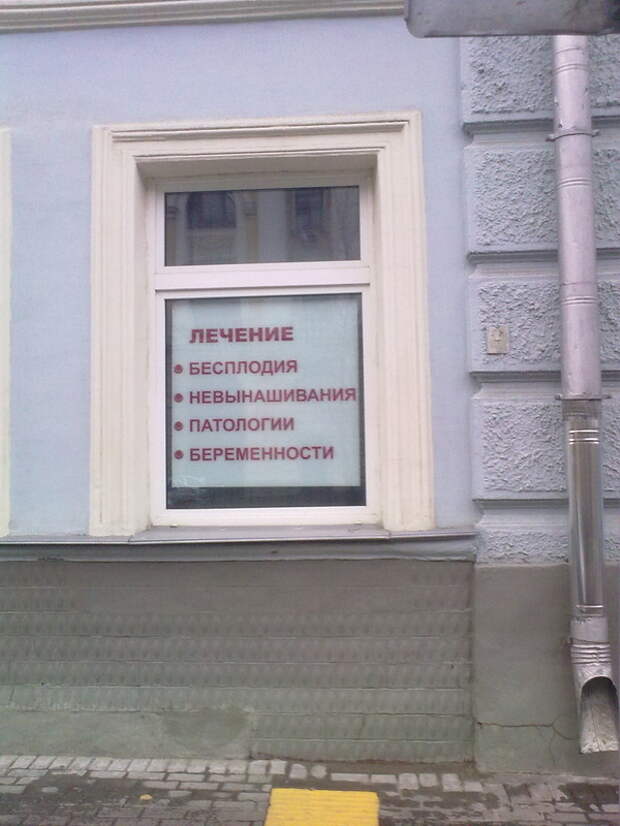 ЛЕЧЕНИЕ
• БЕСПЛОДИЯ
• НЕВЫНАШИВАНИЯ
• ПАТОЛОГИИ
• БЕРЕМЕННОСТИ